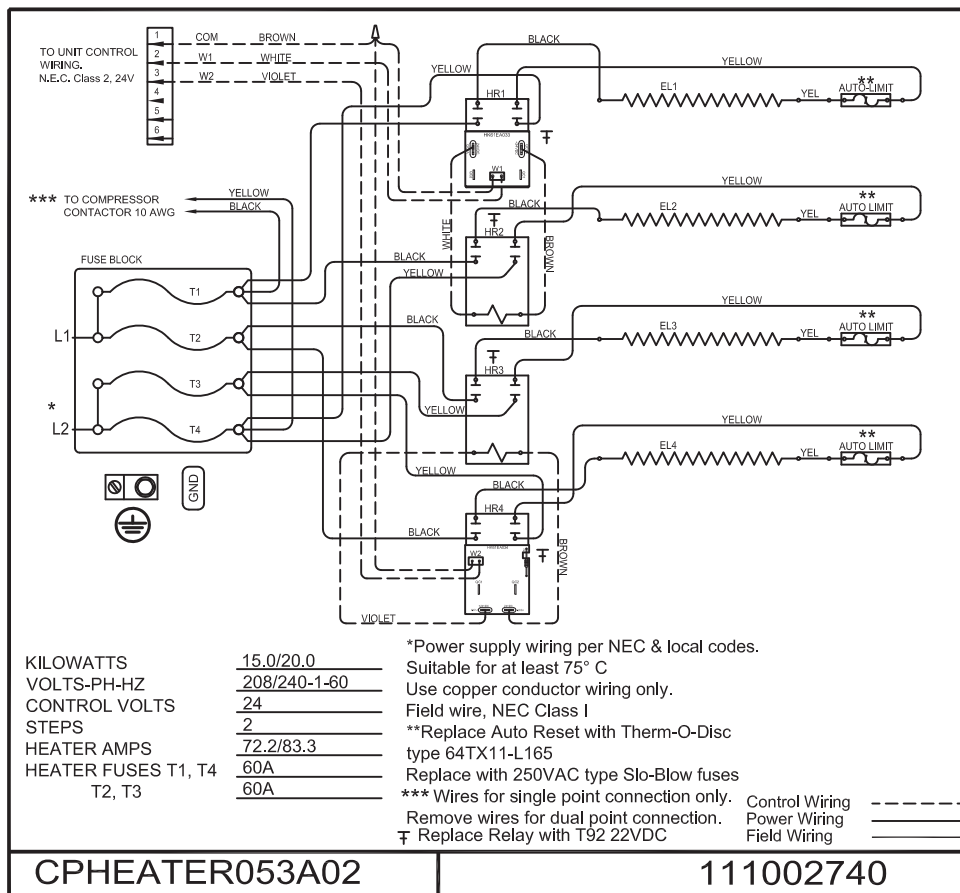 1 COM BROWN
2 W1 WHITE
3 W2 VIOLET
4
5
6
TO UNIT CONTROL
WIRING.
N.E.C. Class 2, 24V
BLACK
YELLOW
YELLOW
HR1
EL1
YEL
**
AUTO-LIMIT
HN61EA033
W1
*** TO COMPRESSOR
CONTACTOR 10 AWG
YELLOW
BLACK
WHITE
BROWN
BLACK
YELLOW
HR2
EL2
YEL
**
AUTO LIMIT
BLACK
YELLOW
FUSE BLOCK
T1
L1
T2
T3
*
L2
T4
GND
BLACK
BLACK
YELLOW
HR3
EL3
YEL
**
AUTO LIMIT
YELLOW
YELLOW
BLACK
YELLOW
HR4
EL4
YEL
**
AUTO LIMIT
BLACK
W2
BROWN
VIOLET
KILOWATTS 15.0/20.0
VOLTS-PH-HZ 208/240-1-60
CONTROL VOLTS 24
STEPS 2
HEATER AMPS 72.2/83.3
HEATER FUSES T1, T4 60A
T2, T3 60A
*Power supply wiring per NEC & local codes.
Suitable for at least 75° C
Use copper conductor wiring only.
Field wire, NEC Class I
**Replace Auto Reset with Therm-O-Disc
type 64TX11-L165
Replace with 250VAC type Slo-Blow fuses
*** Wires for single point connection only.
Remove wires for dual point connection.
Replace Relay with T92 22VDC
Control Wiring
Power Wiring
Field Wiring
CPHEATER053A02
111002740